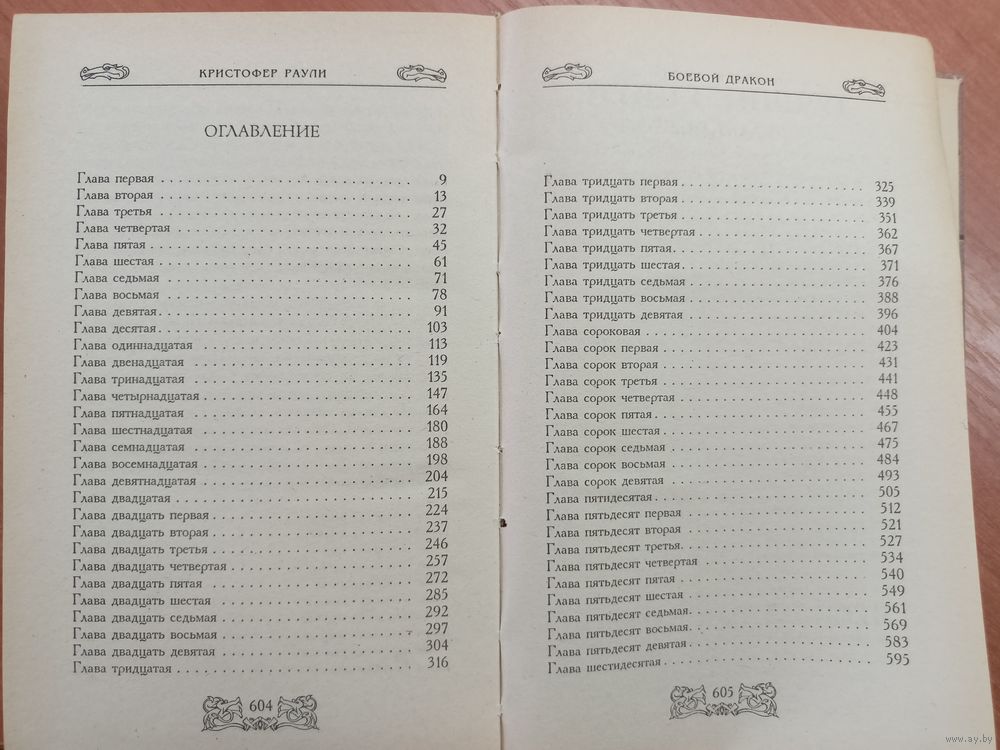 КРИСТОФЕР РАУЛИ
ОГЛАВЛЕНИЕ
Глава первая . . . . . . . . . . 9
Глава вторая . . . . . . . . . . 13
Глава третья . . . . . . . . . . 27
Глава четвертая . . . . . . . . . . 32
Глава пятая . . . . . . . . . . 45
Глава шестая . . . . . . . . . . 61
Глава седьмая . . . . . . . . . . 71
Глава восьмая . . . . . . . . . . 78
Глава девятая . . . . . . . . . . 91
Глава десятая . . . . . . . . . . 103
Глава одиннадцатая . . . . . . . . . . 113
Глава двенадцатая . . . . . . . . . . 119
Глава тринадцатая . . . . . . . . . . 135
Глава четырнадцатая . . . . . . . . . . 147
Глава пятнадцатая . . . . . . . . . . 164
Глава шестнадцатая . . . . . . . . . . 180
Глава семнадцатая . . . . . . . . . . 188
Глава восемнадцатая . . . . . . . . . . 198
Глава девятнадцатая . . . . . . . . . . 204
Глава двадцатая . . . . . . . . . . 215
Глава двадцать первая . . . . . . . . . . 224
Глава двадцать вторая . . . . . . . . . . 237
Глава двадцать третья . . . . . . . . . . 246
Глава двадцать четвертая . . . . . . . . . . 257
Глава двадцать пятая . . . . . . . . . . 272
Глава двадцать шестая . . . . . . . . . . 285
Глава двадцать седьмая . . . . . . . . . . 292
Глава двадцать восьмая . . . . . . . . . . 297
Глава двадцать девятая . . . . . . . . . . 304
Глава тридцатая . . . . . . . . . . 316
604
БОЕВОЙ ДРАКОН
Глава тридцать первая . . . . . . . . . . 325
Глава тридцать вторая . . . . . . . . . . 339
Глава тридцать третья . . . . . . . . . . 351
Глава тридцать четвертая . . . . . . . . . . 362
Глава тридцать пятая . . . . . . . . . . 367
Глава тридцать шестая . . . . . . . . . . 371
Глава тридцать седьмая . . . . . . . . . . 376
Глава тридцать восьмая . . . . . . . . . . 388
Глава тридцать девятая . . . . . . . . . . 396
Глава сороковая . . . . . . . . . . 404
Глава сорок первая . . . . . . . . . . 423
Глава сорок вторая . . . . . . . . . . 431
Глава сорок третья . . . . . . . . . . 441
Глава сорок четвертая . . . . . . . . . . 448
Глава сорок пятая . . . . . . . . . . 455
Глава сорок шестая . . . . . . . . . . 467
Глава сорок седьмая . . . . . . . . . . 475
Глава сорок восьмая . . . . . . . . . . 484
Глава сорок девятая . . . . . . . . . . 493
Глава пятидесятая . . . . . . . . . . 505
Глава пятьдесят первая . . . . . . . . . . 512
Глава пятьдесят вторая . . . . . . . . . . 521
Глава пятьдесят третья . . . . . . . . . . 527
Глава пятьдесят четвертая . . . . . . . . . . 534
Глава пятьдесят пятая . . . . . . . . . . 540
Глава пятьдесят шестая . . . . . . . . . . 549
Глава пятьдесят седьмая . . . . . . . . . . 561
Глава пятьдесят восьмая . . . . . . . . . . 569
Глава пятьдесят девятая . . . . . . . . . . 583
Глава шестидесятая . . . . . . . . . . 595
605
www.ay.by